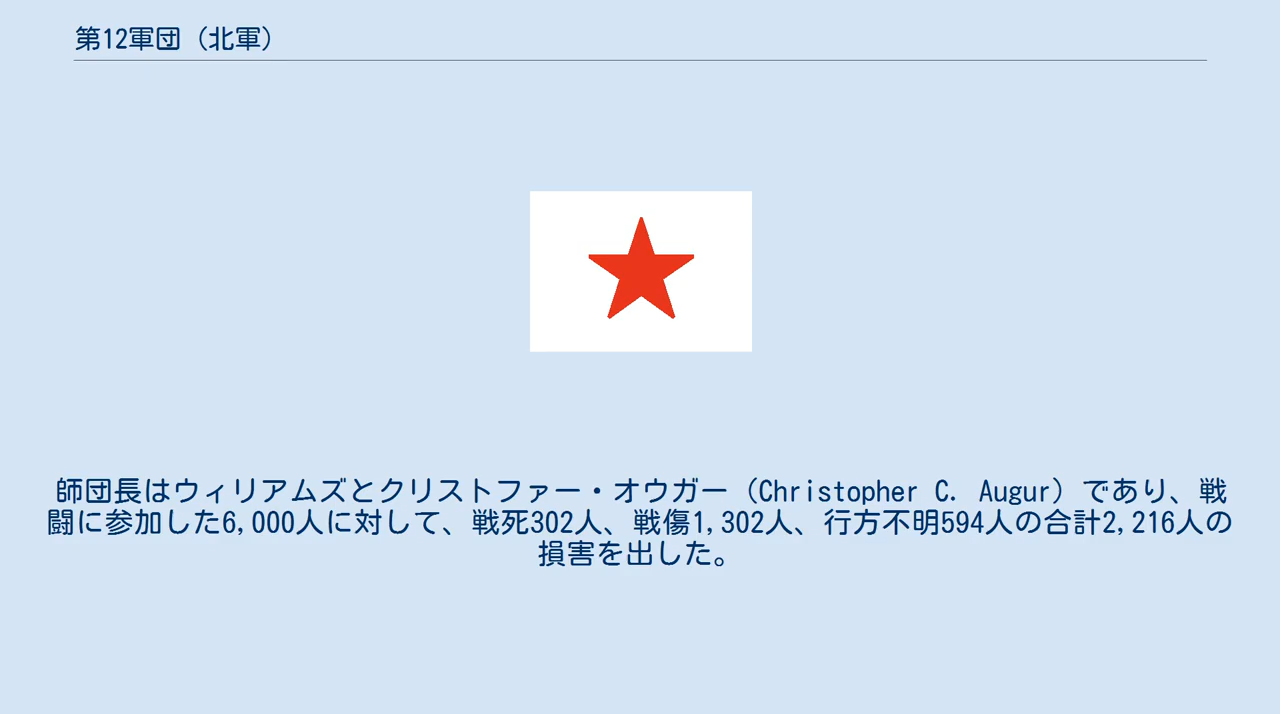 第12軍団（北軍）
師団長はウィリアムズとクリストファー・オウガー（Christopher C. Augur）であり、戦
闘に参加した6,000人に対して、戦死302人、戦傷1,302人、行方不明594人の合計2,216人の
損害を出した。